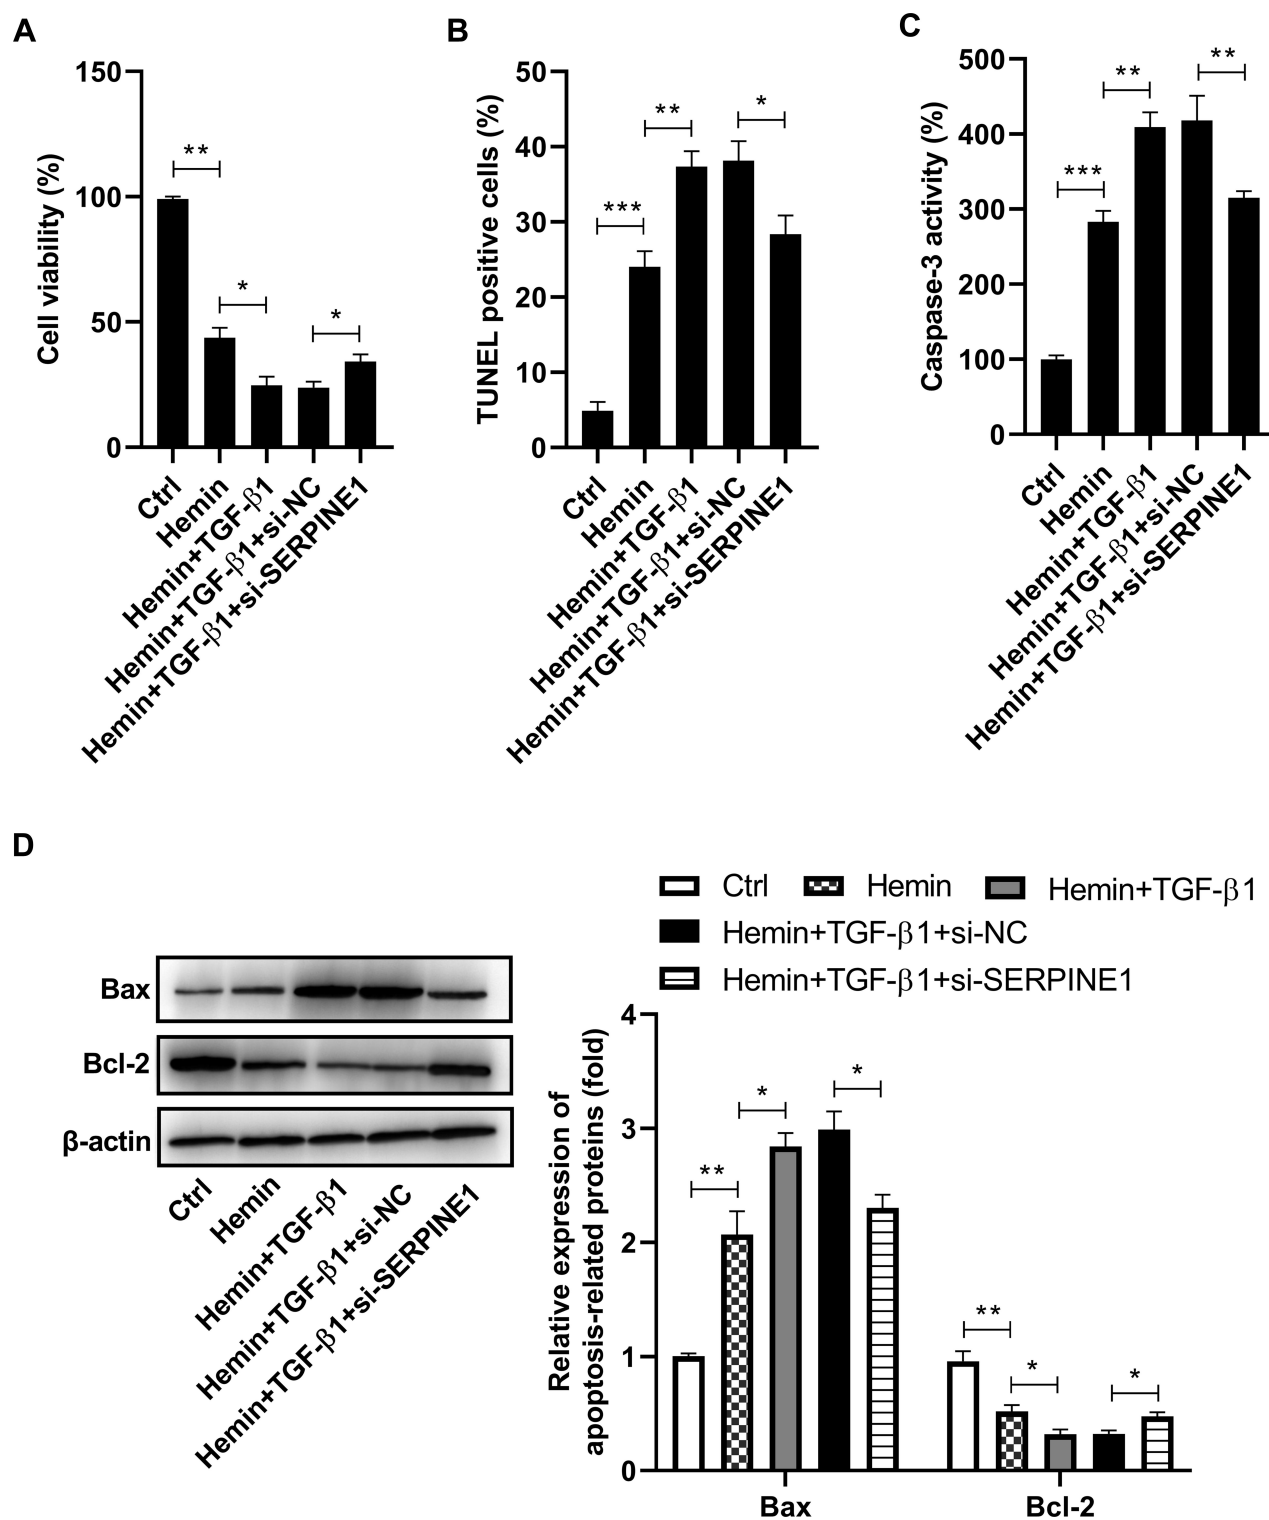 A
Cell viability (%)
150
100
50
0
**
*
*
Ctrl
Hemin
Hemin+TGF-β1
Hemin+TGF-β1+si-NC
Hemin+TGF-β1+si-SERPINE1
B
TUNEL positive cells (%)
50
40
30
20
10
0
***
**
*
Ctrl
Hemin
Hemin+TGF-β1
Hemin+TGF-β1+si-NC
Hemin+TGF-β1+si-SERPINE1
C
Caspase-3 activity (%)
500
400
300
200
100
0
***
**
**
Ctrl
Hemin
Hemin+TGF-β1
Hemin+TGF-β1+si-NC
Hemin+TGF-β1+si-SERPINE1
D
Bax
Bcl-2
β-actin
Ctrl
Hemin
Hemin+TGF-β1
Hemin+TGF-β1+si-NC
Hemin+TGF-β1+si-SERPINE1
Ctrl Hemin Hemin+TGF-β1
Hemin+TGF-β1+si-NC
Hemin+TGF-β1+si-SERPINE1
Relative expression of
apoptosis-related proteins (fold)
4
3
2
1
0
**
*
*
**
*
*
Bax Bcl-2